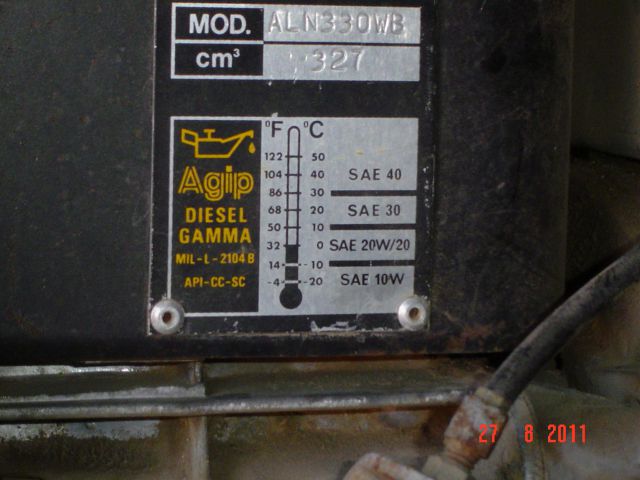 MOD. ALN330WB
cm³ 327
°F °C
Agip
DIESEL
GAMMA
MIL-L-2104B
API-CC-SC
122 50
104 40 SAE 40
86 30
68 20 SAE 30
50 10
32 0 SAE 20W/20
14 -10
-4 -20 SAE 10W
27 8 2011